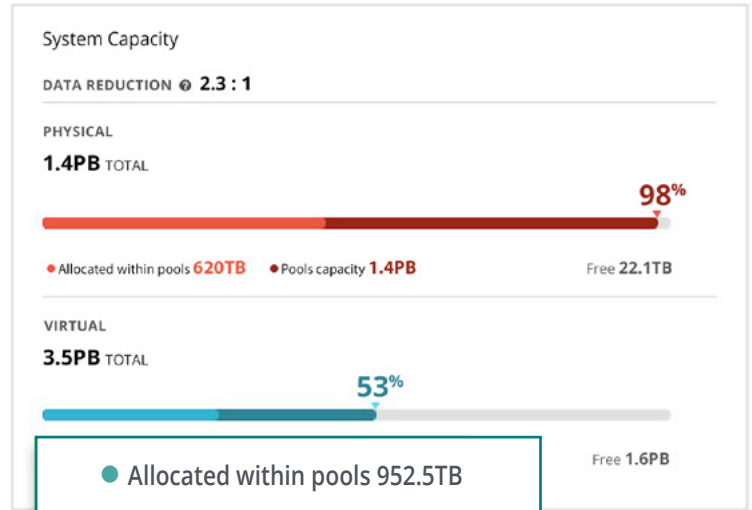 System Capacity
DATA REDUCTION ? 2.3 : 1
PHYSICAL
1.4PB TOTAL
98%
Allocated within pools 620TB Pools capacity 1.4PB Free 22.1TB
VIRTUAL
3.5PB TOTAL
53%
Free 1.6PB
Allocated within pools 952.5TB